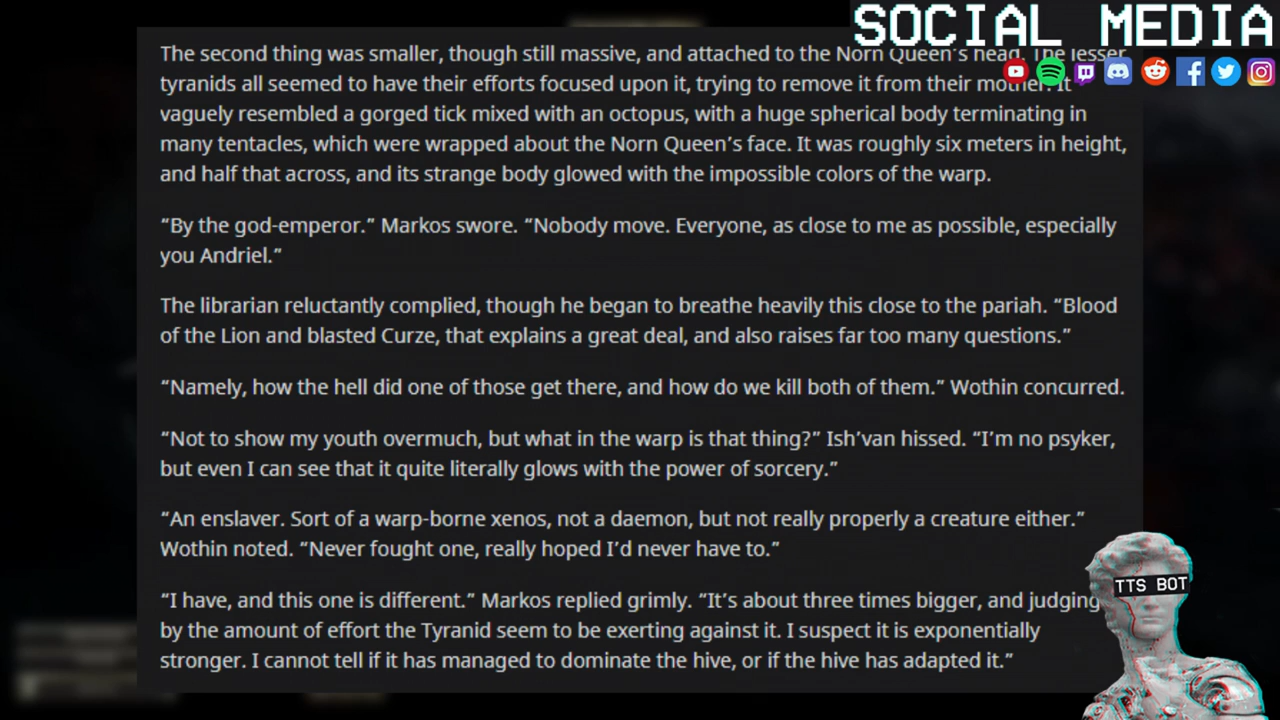 SOCIAL MEDIA
The second thing was smaller, though still massive, and attached to the Norn Queen’s head. The lesser
tyranids all seemed to have their efforts focused upon it, trying to remove it from their mother. It
vaguely resembled a gorged tick mixed with an octopus, with a huge spherical body terminating in
many tentacles, which were wrapped about the Norn Queen’s face. It was roughly six meters in height,
and half that across, and its strange body glowed with the impossible colors of the warp.
“By the god-emperor.” Markos swore. “Nobody move. Everyone, as close to me as possible, especially
you Andriel.”
The librarian reluctantly complied, though he began to breathe heavily this close to the pariah. “Blood
of the Lion and blasted Curze, that explains a great deal, and also raises far too many questions.”
“Namely, how the hell did one of those get there, and how do we kill both of them.” Wothin concurred.
“Not to show my youth overmuch, but what in the warp is that thing?” Ish’van hissed. “I’m no psyker,
but even I can see that it quite literally glows with the power of sorcery.”
“An enslaver. Sort of a warp-borne xenos, not a daemon, but not really properly a creature either.”
Wothin noted. “Never fought one, really hoped I’d never have to.”
“I have, and this one is different.” Markos replied grimly. “It’s about three times bigger, and judging
by the amount of effort the Tyranid seem to be exerting against it. I suspect it is exponentially
stronger. I cannot tell if it has managed to dominate the hive, or if the hive has adapted it.”
TTS BOT